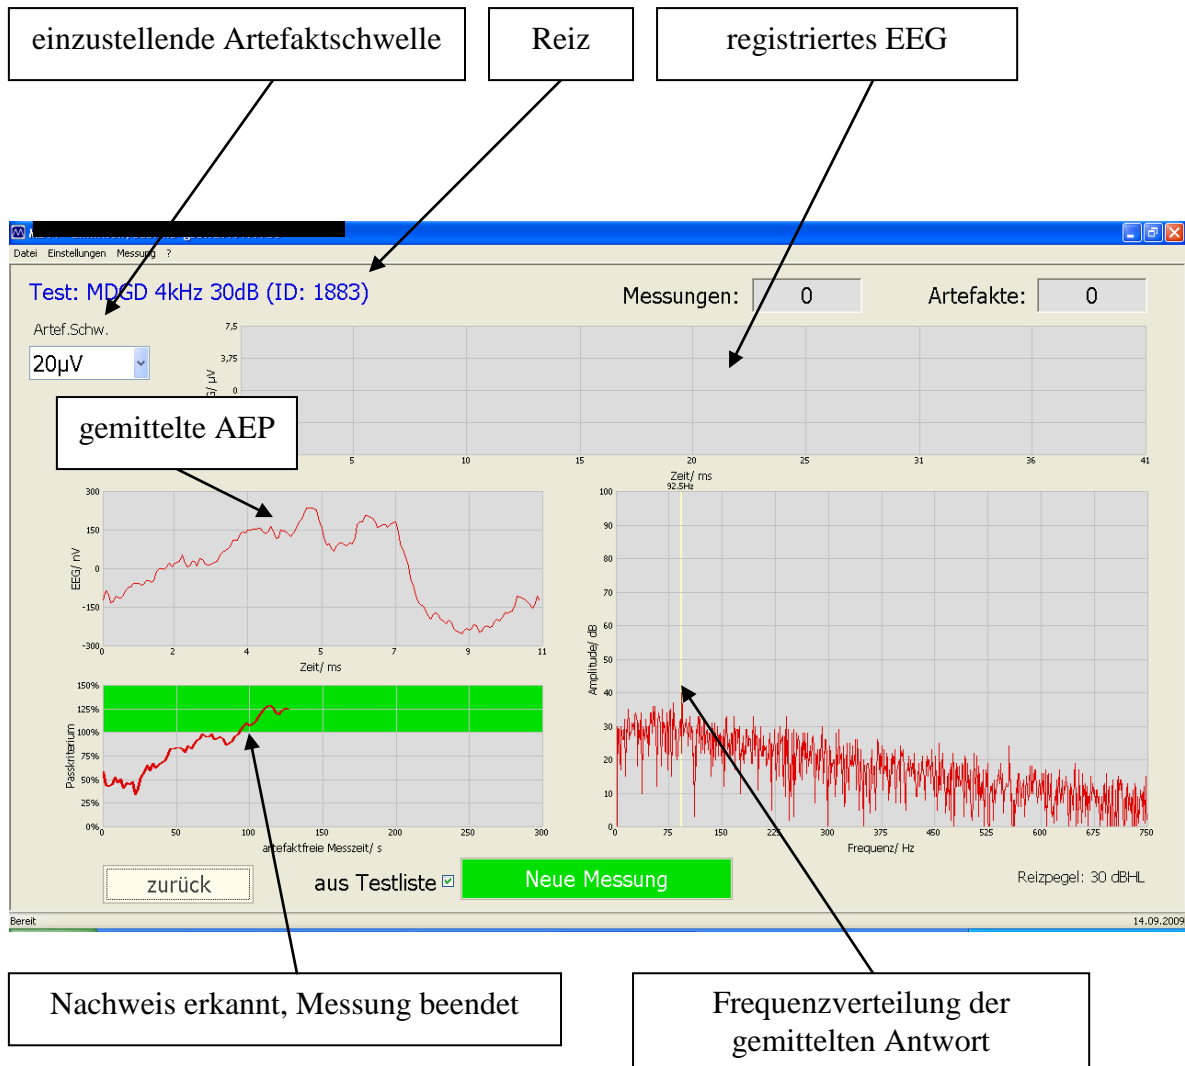 einzustellende Artefaktschwelle
Reiz
registriertes EEG
Datei Einstellungen Messung ?
Test: MDGD 4kHz 30dB (ID: 1883)
Messungen: 0
Artefakte: 0
Artef.Schw.
20µV
7,5
3,75
0
µV
5 10 15 20 25 31 36 41
Zeit/ ms
gemittelte AEP
300
150
0
-150
-300
EEG/ nV
0 2 4 5 7 9 11
Zeit/ ms
92.5Hz
100
90
80
70
60
50
40
30
20
10
0
Amplitude/ dB
0 75 150 225 300 375 450 525 600 675 750
Frequenz/ Hz
150%
125%
100%
75%
50%
25%
0%
Passkriterium
0 50 100 150 200 250 300
artefaktfreie Messzeit/ s
zurück
aus Testliste
Neue Messung
Reizpegel: 30 dBHL
Bereit
14.09.2009
Nachweis erkannt, Messung beendet
Frequenzverteilung der
gemittelten Antwort